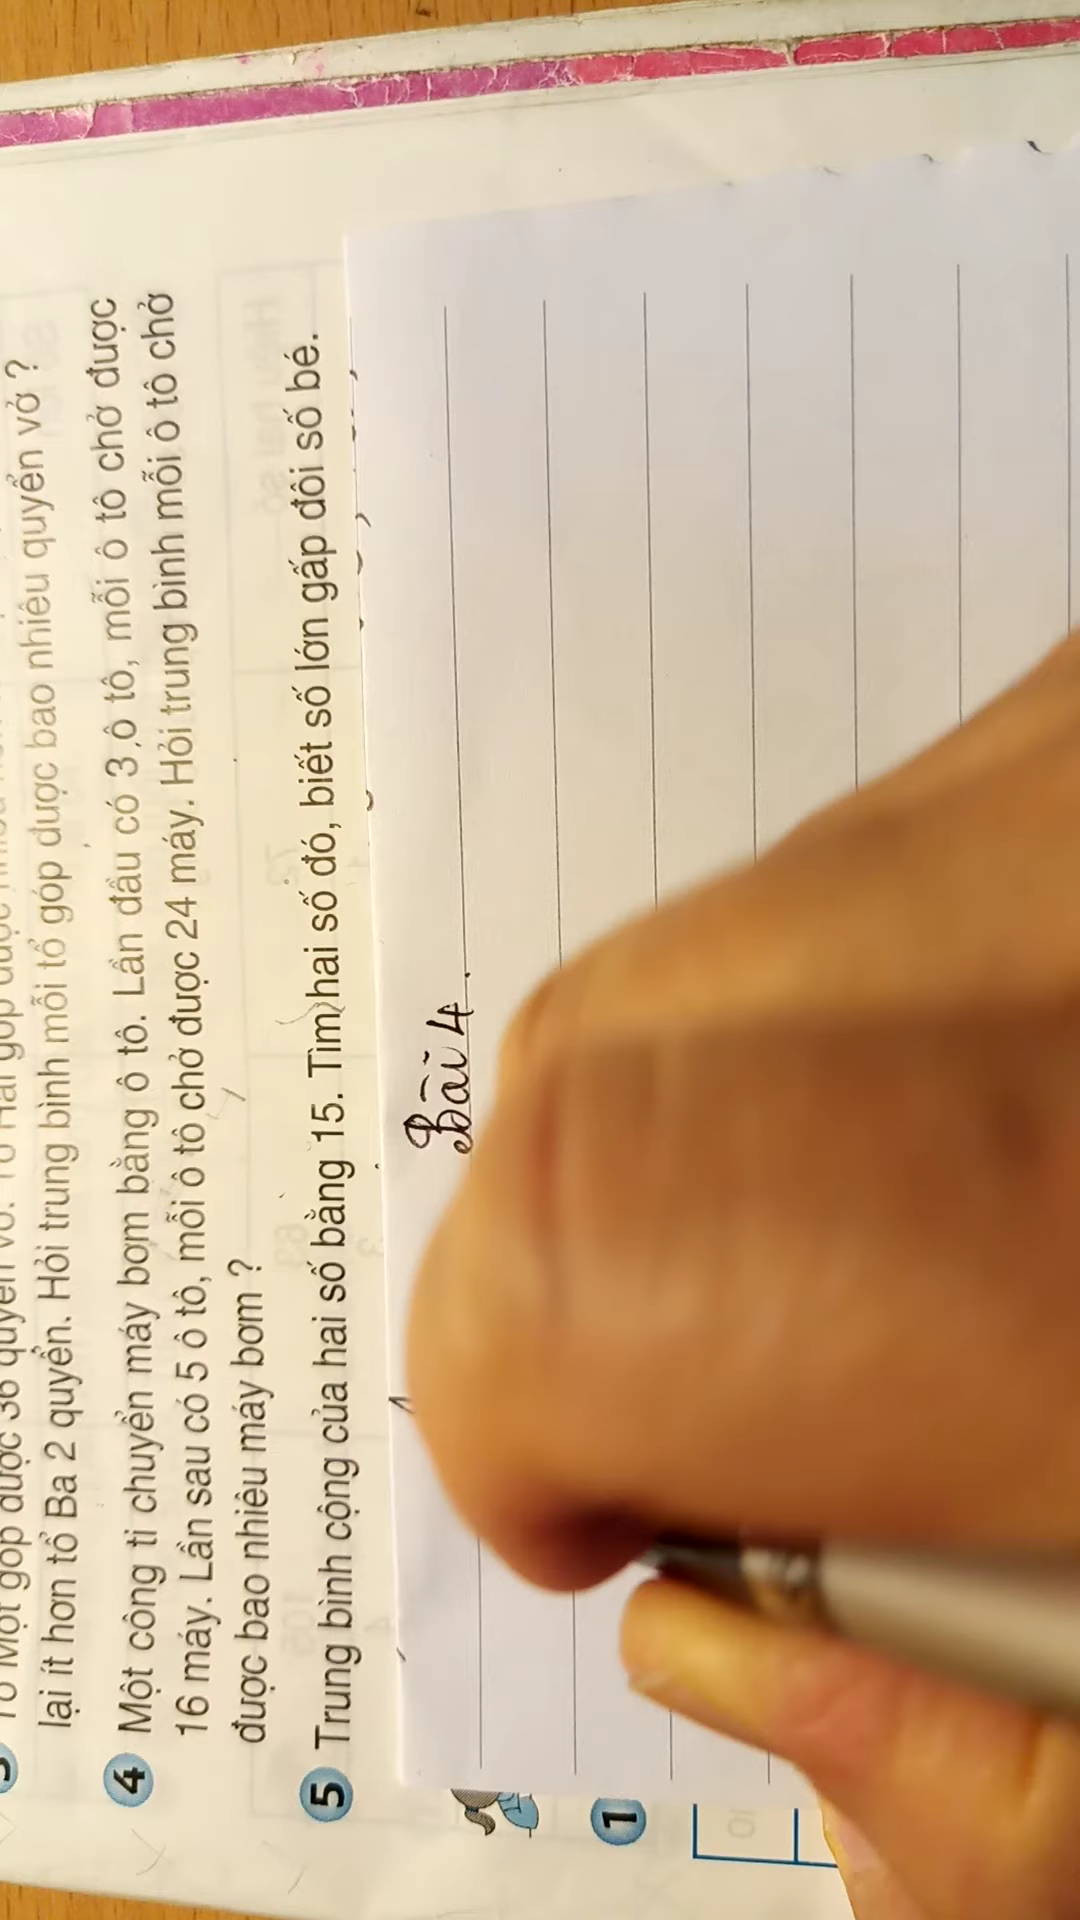 lại ít hơn tổ Ba 2 quyển. Hỏi trung bình mỗi tổ góp được bao nhiêu quyển vở ?
4 Một công ti chuyển máy bơm bằng ô tô. Lần đầu có 3 ô tô, mỗi ô tô chở được
16 máy. Lần sau có 5 ô tô, mỗi ô tô chở được 24 máy. Hỏi trung bình mỗi ô tô chở
được bao nhiêu máy bơm ?
5 Trung bình cộng của hai số bằng 15. Tìm hai số đó, biết số lớn gấp đôi số bé.
Bài 4.
1